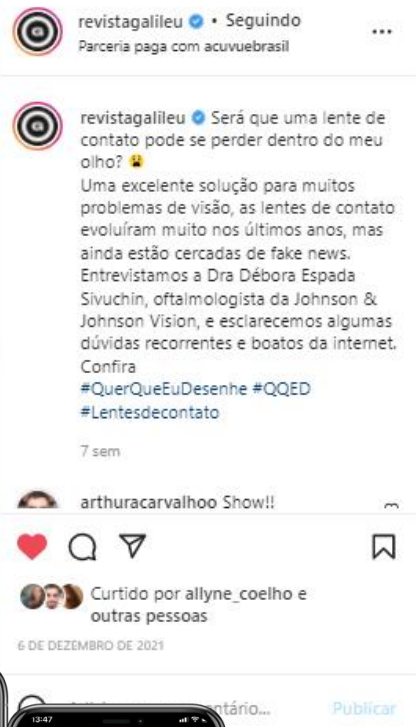 revistagalileu • Seguindo
Parceria paga com acuvuebrasil
revistagalileu Será que uma lente de
contato pode se perder dentro do meu
olho?
Uma excelente solução para muitos
problemas de visão, as lentes de contato
evoluíram muito nos últimos anos, mas
ainda estão cercadas de fake news.
Entrevistamos a Dra Débora Espada
Sivuchin, oftalmologista da Johnson &
Johnson Vision, e esclarecemos algumas
dúvidas recorrentes e boatos da internet.
Confira
#QuerQueEuDesenhe #QQED
#Lentesdecontato
7 sem
arthuracarvalhoo Show!!
Curtido por allyne_coelho e
outras pessoas
6 DE DEZEMBRO DE 2021
ntário... Publicar
13:47